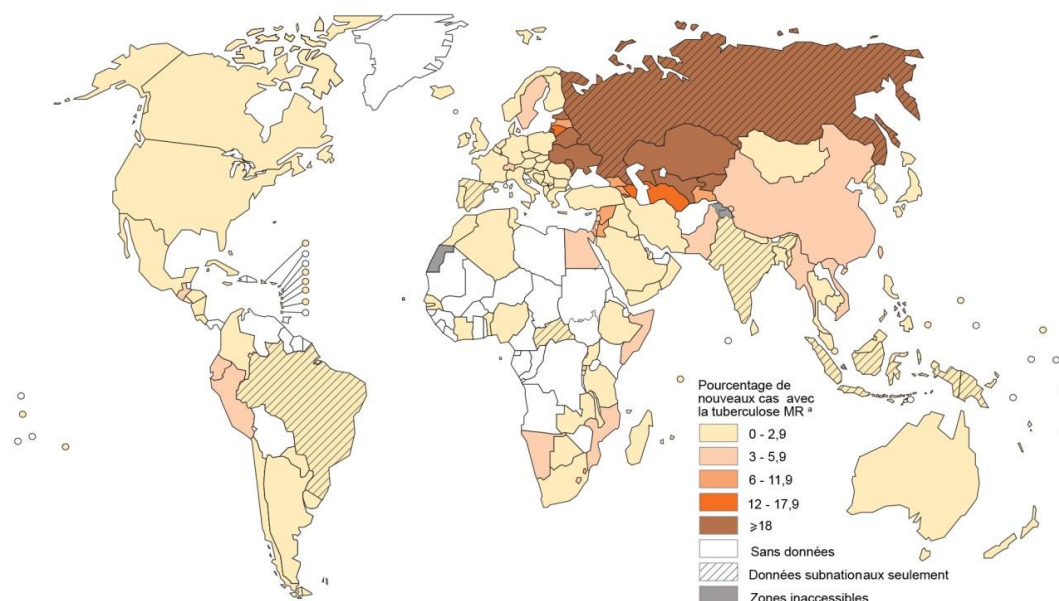 Pourcentage de
nouveaux cas avec
la tuberculose MR ᵃ
0 - 2,9
3 - 5,9
6 - 11,9
12 - 17,9
⩾18
Sans données
Données subnationaux seulement
Zones inaccessibles